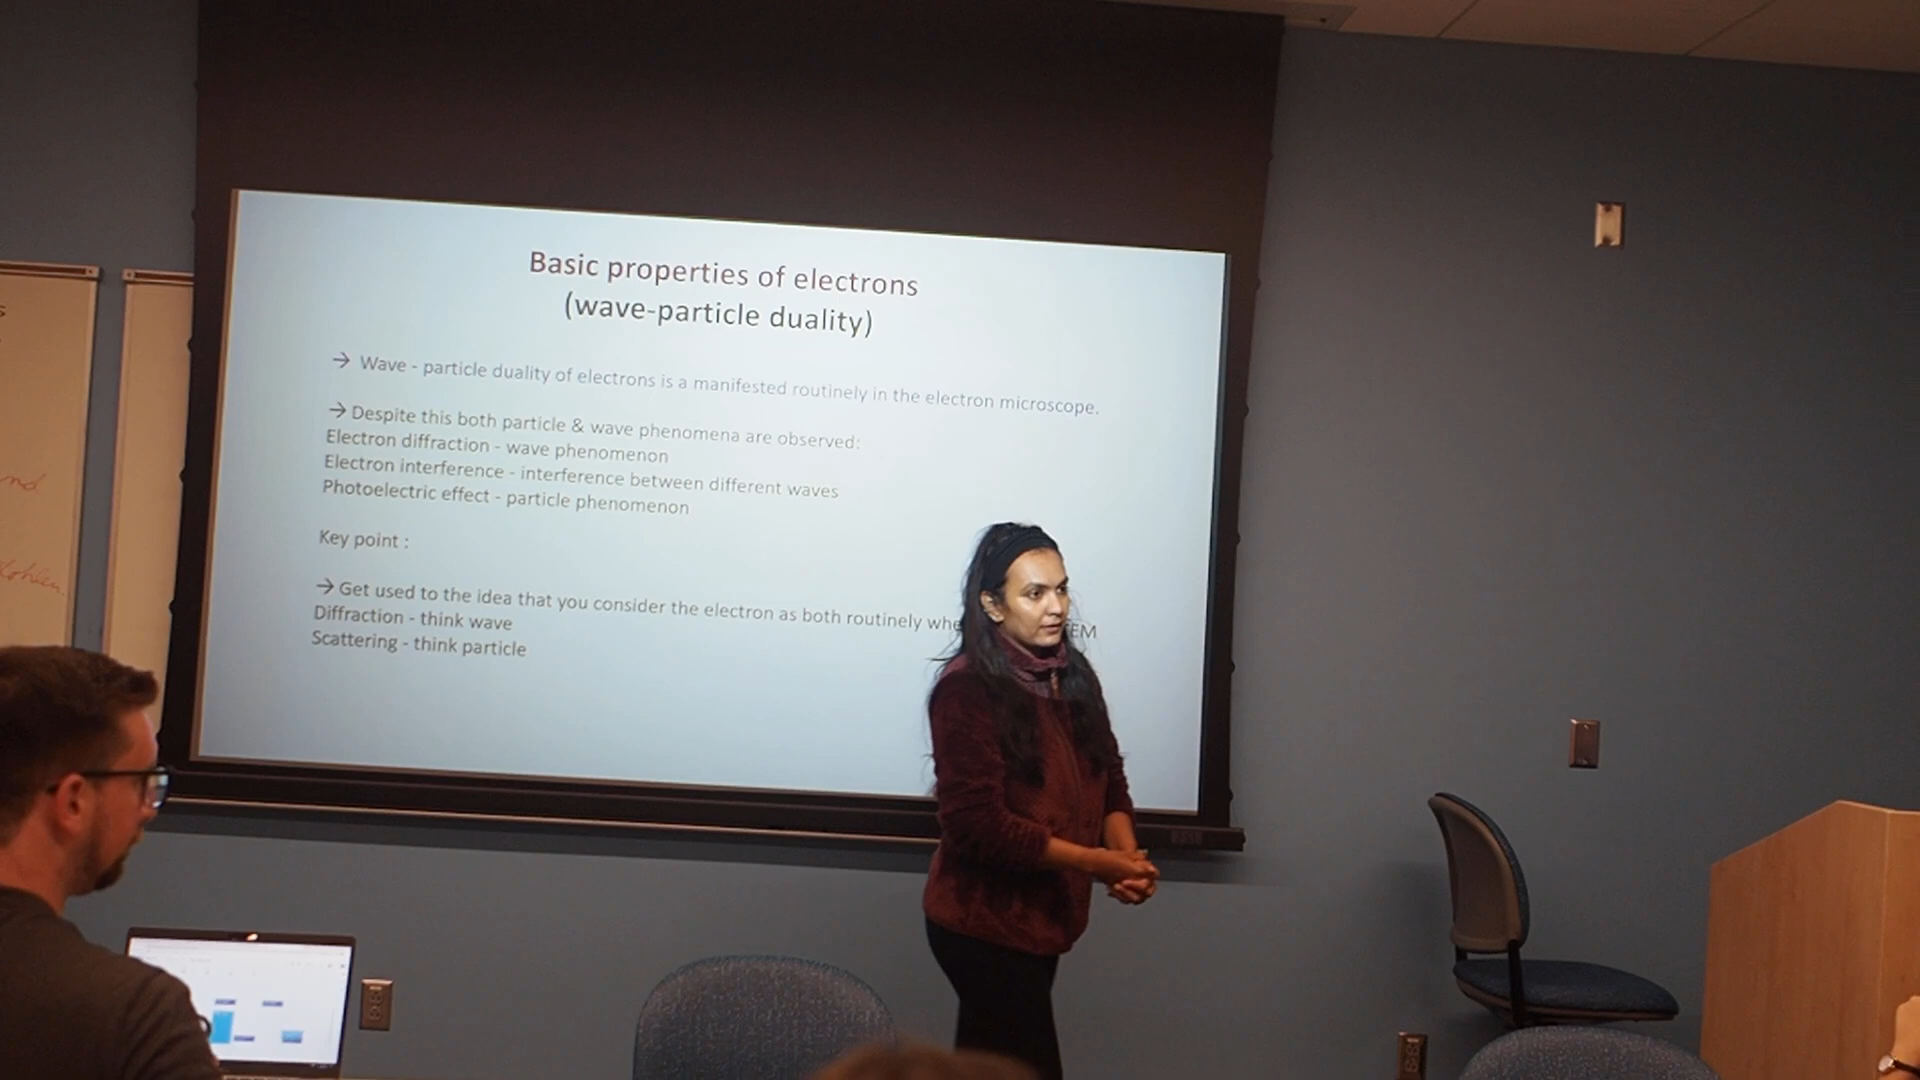 Basic properties of electrons
(wave-particle duality)
→ Wave - particle duality of electrons is a manifested routinely in the electron microscope.
→ Despite this both particle & wave phenomena are observed:
Electron diffraction - wave phenomenon
Electron interference - interference between different waves
Photoelectric effect - particle phenomenon
Key point :
→ Get used to the idea that you consider the electron as both routinely
Diffraction - think wave
Scattering - think particle